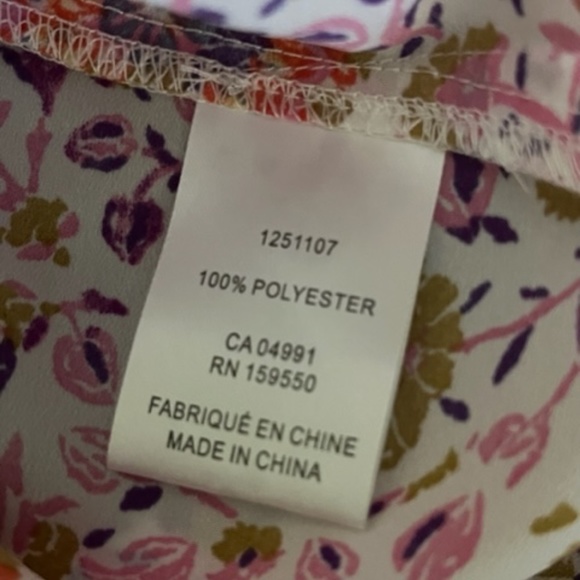 1251107
100% POLYESTER
CA 04991
RN 159550
FABRIQUÉ EN CHINE
MADE IN CHINA